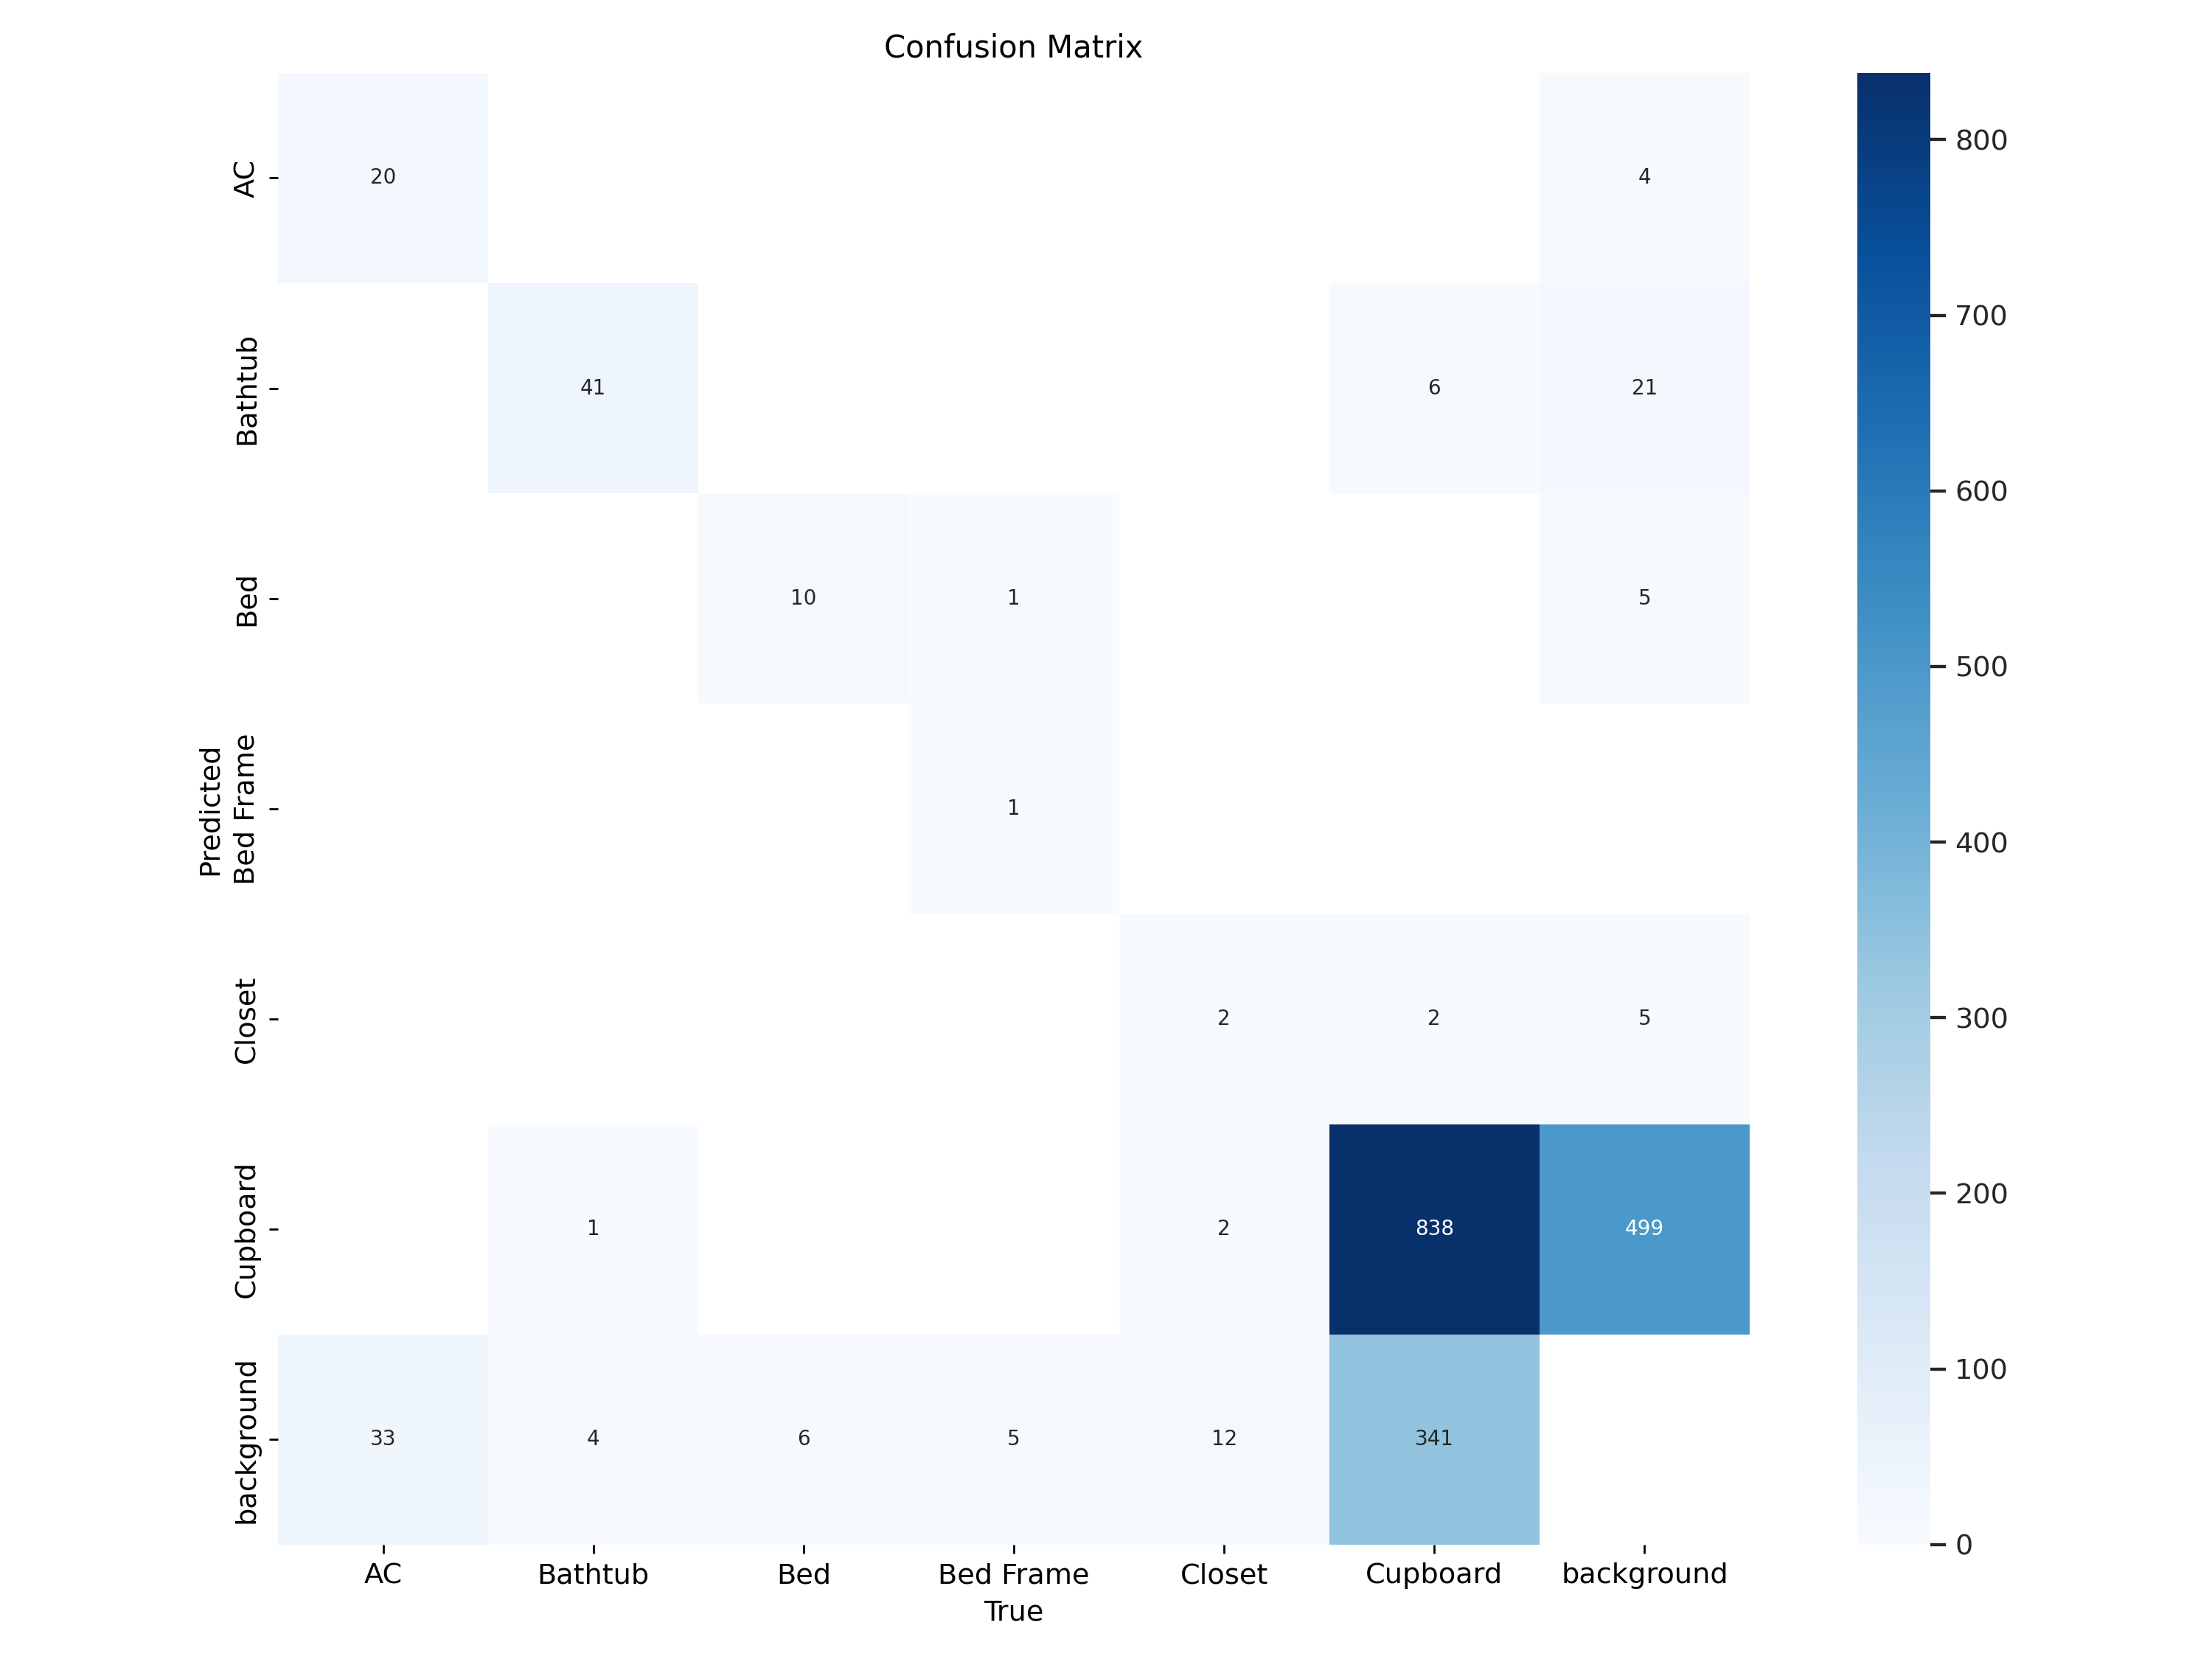 Confusion Matrix
AC
20
4
800
700
Bathtub
41
6
21
600
Bed
10
1
5
500
Predicted
Bed Frame
1
400
Closet
2
2
5
300
Cupboard
1
2
838
499
200
100
background
33
4
6
5
12
341
0
AC
Bathtub
Bed
Bed Frame
Closet
Cupboard
background
True